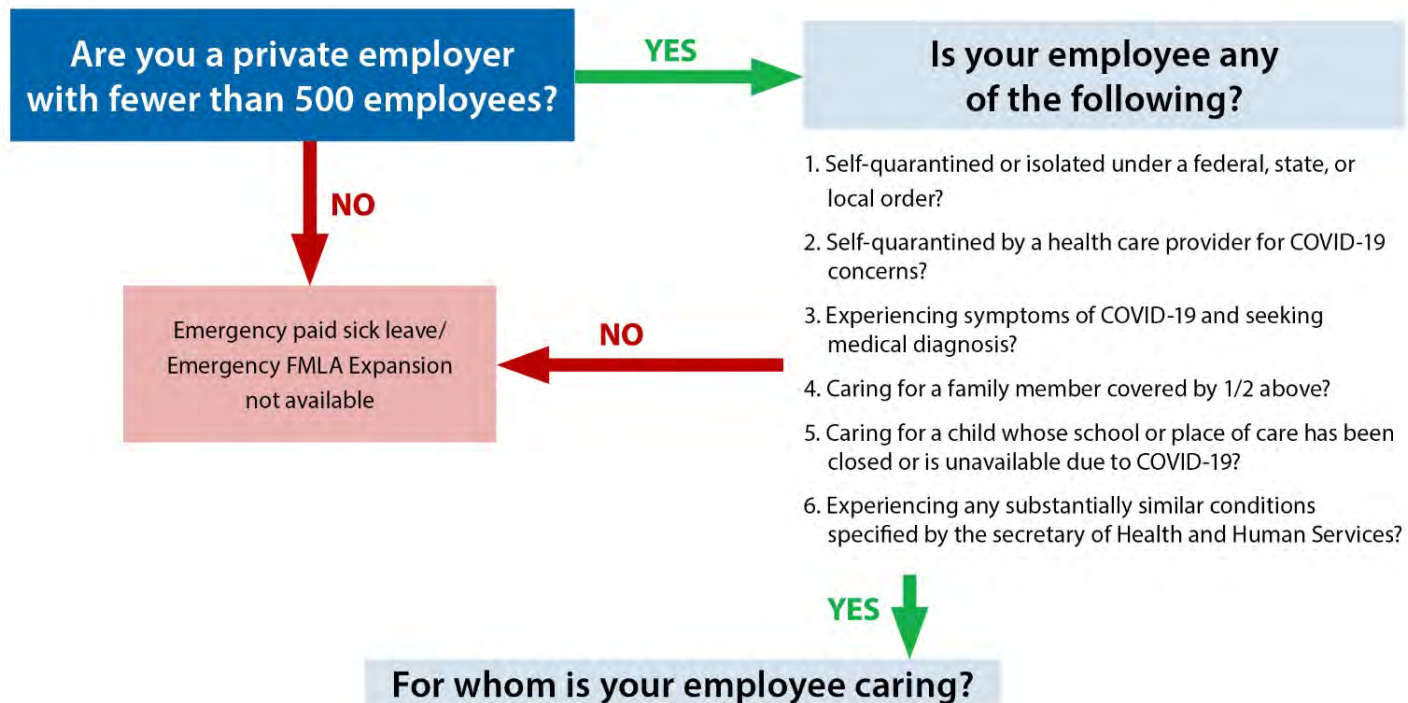 Are you a private employer
with fewer than 500 employees?
YES
Is your employee any
of the following?
1. Self-quarantined or isolated under a federal, state, or
local order?
2. Self-quarantined by a health care provider for COVID-19
concerns?
3. Experiencing symptoms of COVID-19 and seeking
medical diagnosis?
4. Caring for a family member covered by 1/2 above?
5. Caring for a child whose school or place of care has been
closed or is unavailable due to COVID-19?
6. Experiencing any substantially similar conditions
specified by the secretary of Health and Human Services?
NO
Emergency paid sick leave/
Emergency FMLA Expansion
not available
NO
YES
For whom is your employee caring?